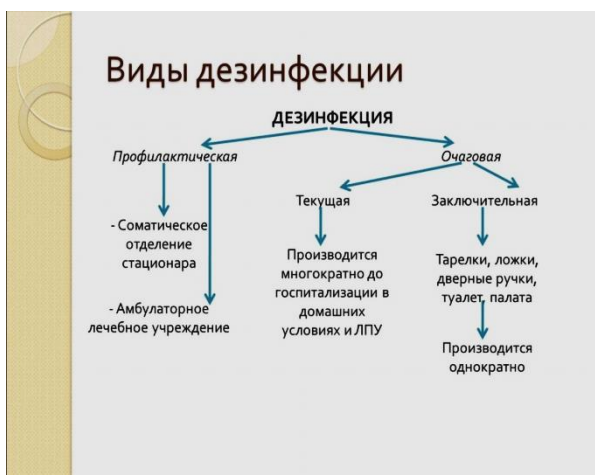 Виды дезинфекции
ДЕЗИНФЕКЦИЯ
Профилактическая
Очаговая
- Соматическое
отделение
стационара
- Амбулаторное
лечебное учреждение
Текущая
Производится
многократно до
госпитализации в
домашних
условиях и ЛПУ
Заключительная
Тарелки, ложки,
дверные ручки,
туалет, палата
Производится
однократно